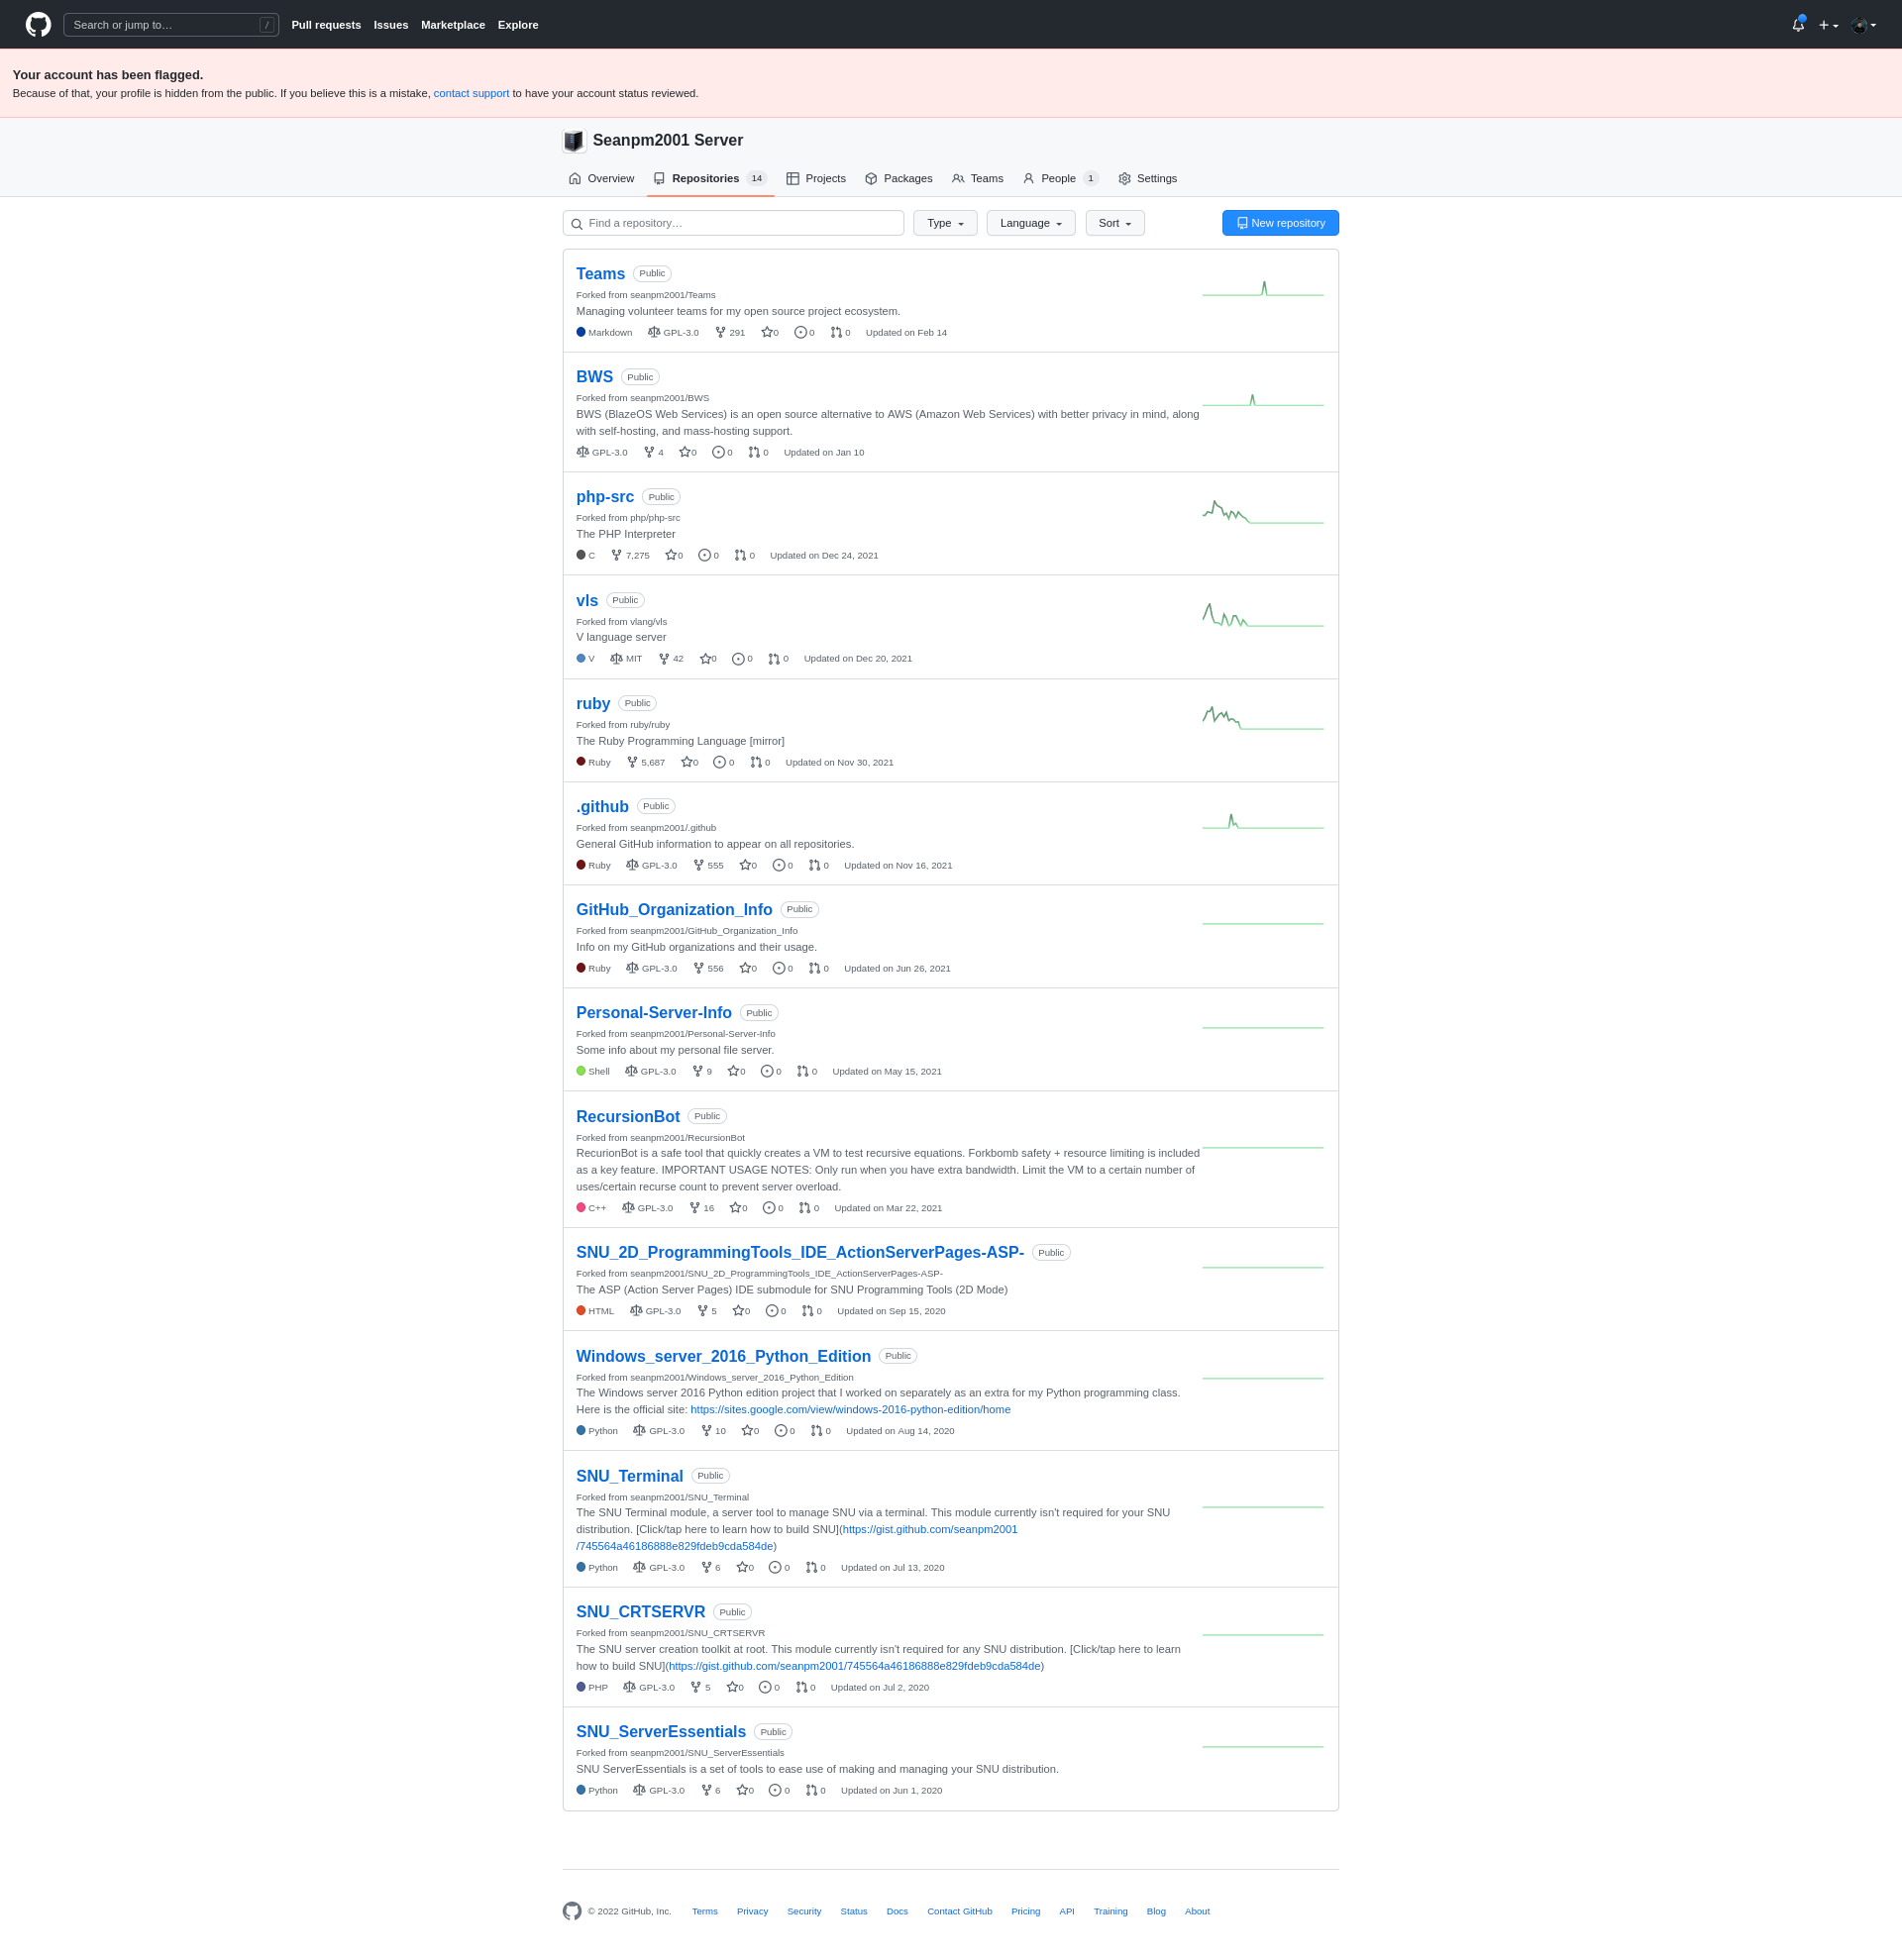 Search or jump to…
/
Pull requests Issues Marketplace Explore
Your account has been flagged.
Because of that, your profile is hidden from the public. If you believe this is a mistake, contact support to have your account status reviewed.
Seanpm2001 Server
Overview Repositories 14 Projects Packages Teams People 1 Settings
Find a repository… Type Language Sort New repository
Teams Public
Forked from seanpm2001/Teams
Managing volunteer teams for my open source project ecosystem.
Markdown GPL-3.0 291 0 0 0 Updated on Feb 14
BWS Public
Forked from seanpm2001/BWS
BWS (BlazeOS Web Services) is an open source alternative to AWS (Amazon Web Services) with better privacy in mind, along
with self-hosting, and mass-hosting support.
GPL-3.0 4 0 0 0 Updated on Jan 10
php-src Public
Forked from php/php-src
The PHP Interpreter
C 7,275 0 0 0 Updated on Dec 24, 2021
vls Public
Forked from vlang/vls
V language server
V MIT 42 0 0 0 Updated on Dec 20, 2021
ruby Public
Forked from ruby/ruby
The Ruby Programming Language [mirror]
Ruby 5,687 0 0 0 Updated on Nov 30, 2021
.github Public
Forked from seanpm2001/.github
General GitHub information to appear on all repositories.
Ruby GPL-3.0 555 0 0 0 Updated on Nov 16, 2021
GitHub_Organization_Info Public
Forked from seanpm2001/GitHub_Organization_Info
Info on my GitHub organizations and their usage.
Ruby GPL-3.0 556 0 0 0 Updated on Jun 26, 2021
Personal-Server-Info Public
Forked from seanpm2001/Personal-Server-Info
Some info about my personal file server.
Shell GPL-3.0 9 0 0 0 Updated on May 15, 2021
RecursionBot Public
Forked from seanpm2001/RecursionBot
RecurionBot is a safe tool that quickly creates a VM to test recursive equations. Forkbomb safety + resource limiting is included
as a key feature. IMPORTANT USAGE NOTES: Only run when you have extra bandwidth. Limit the VM to a certain number of
uses/certain recurse count to prevent server overload.
C++ GPL-3.0 16 0 0 0 Updated on Mar 22, 2021
SNU_2D_ProgrammingTools_IDE_ActionServerPages-ASP- Public
Forked from seanpm2001/SNU_2D_ProgrammingTools_IDE_ActionServerPages-ASP-
The ASP (Action Server Pages) IDE submodule for SNU Programming Tools (2D Mode)
HTML GPL-3.0 5 0 0 0 Updated on Sep 15, 2020
Windows_server_2016_Python_Edition Public
Forked from seanpm2001/Windows_server_2016_Python_Edition
The Windows server 2016 Python edition project that I worked on separately as an extra for my Python programming class.
Here is the official site: https://sites.google.com/view/windows-2016-python-edition/home
Python GPL-3.0 10 0 0 0 Updated on Aug 14, 2020
SNU_Terminal Public
Forked from seanpm2001/SNU_Terminal
The SNU Terminal module, a server tool to manage SNU via a terminal. This module currently isn't required for your SNU
distribution. [Click/tap here to learn how to build SNU](https://gist.github.com/seanpm2001
/745564a46186888e829fdeb9cda584de)
Python GPL-3.0 6 0 0 0 Updated on Jul 13, 2020
SNU_CRTSERVR Public
Forked from seanpm2001/SNU_CRTSERVR
The SNU server creation toolkit at root. This module currently isn't required for any SNU distribution. [Click/tap here to learn
how to build SNU](https://gist.github.com/seanpm2001/745564a46186888e829fdeb9cda584de)
PHP GPL-3.0 5 0 0 0 Updated on Jul 2, 2020
SNU_ServerEssentials Public
Forked from seanpm2001/SNU_ServerEssentials
SNU ServerEssentials is a set of tools to ease use of making and managing your SNU distribution.
Python GPL-3.0 6 0 0 0 Updated on Jun 1, 2020
© 2022 GitHub, Inc. Terms Privacy Security Status Docs Contact GitHub Pricing API Training Blog About